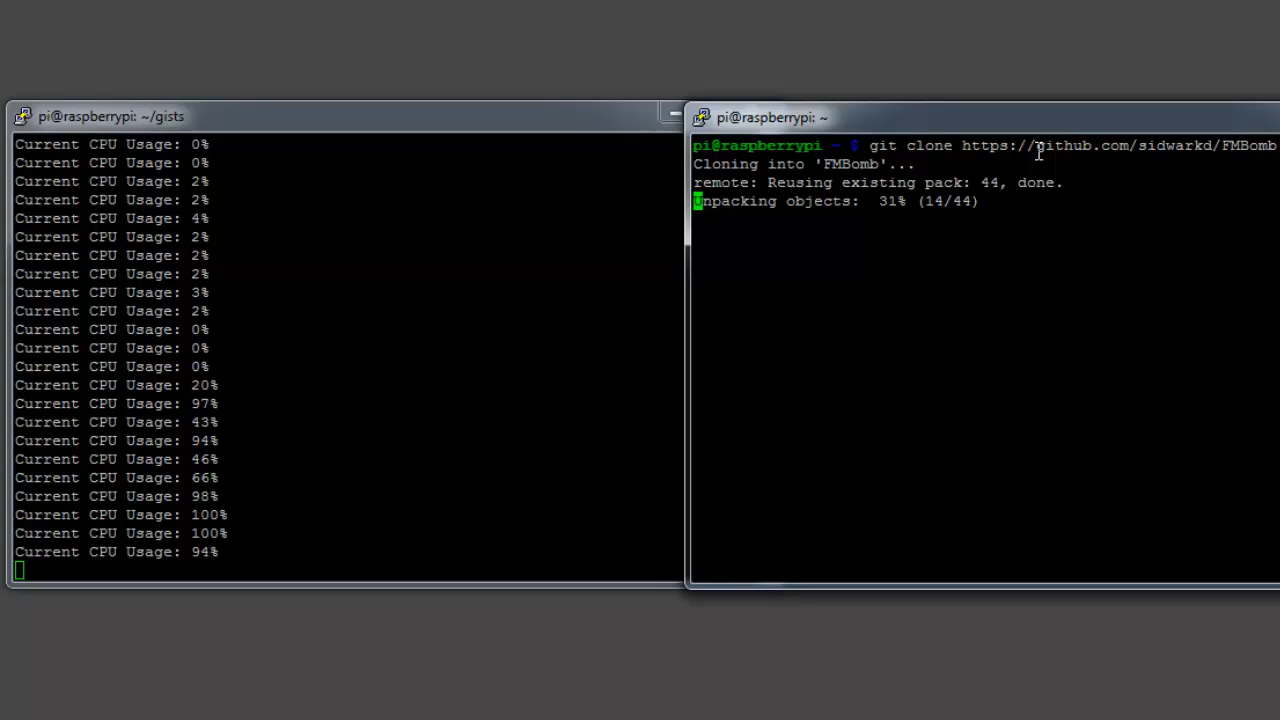 pi@raspberrypi: ~/gists
Current CPU Usage: 0%
Current CPU Usage: 0%
Current CPU Usage: 2%
Current CPU Usage: 2%
Current CPU Usage: 4%
Current CPU Usage: 2%
Current CPU Usage: 2%
Current CPU Usage: 2%
Current CPU Usage: 3%
Current CPU Usage: 2%
Current CPU Usage: 0%
Current CPU Usage: 0%
Current CPU Usage: 0%
Current CPU Usage: 20%
Current CPU Usage: 97%
Current CPU Usage: 43%
Current CPU Usage: 94%
Current CPU Usage: 46%
Current CPU Usage: 66%
Current CPU Usage: 98%
Current CPU Usage: 100%
Current CPU Usage: 100%
Current CPU Usage: 94%
pi@raspberrypi: ~
pi@raspberrypi ~ $ git clone https://github.com/sidwarkd/FMBomb
Cloning into 'FMBomb'...
remote: Reusing existing pack: 44, done.
Unpacking objects:  31% (14/44)